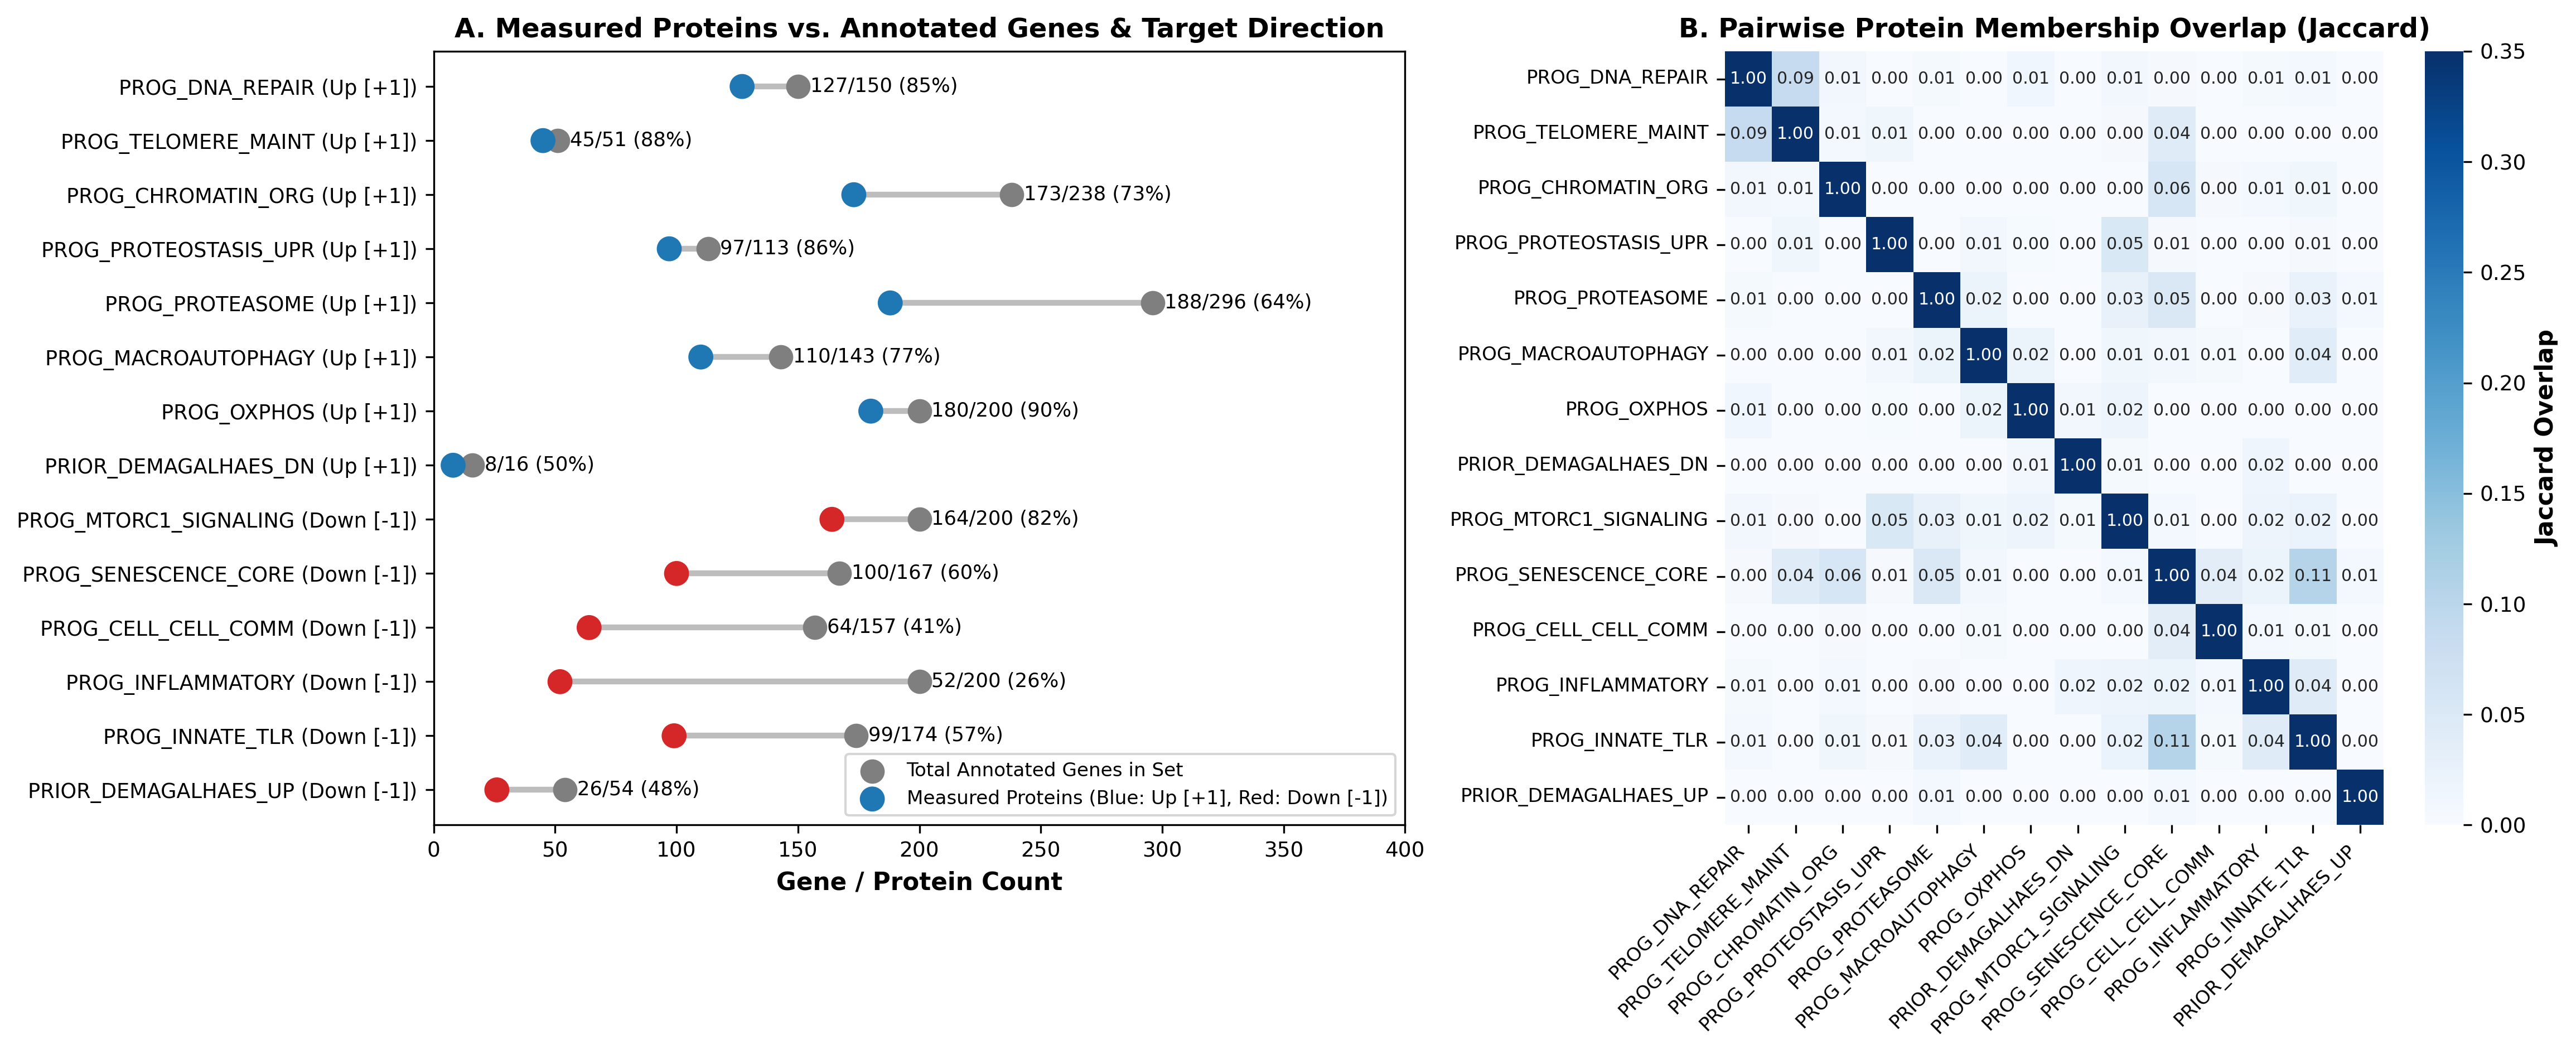 A. Measured Proteins vs. Annotated Genes & Target Direction
PROG_DNA_REPAIR (Up [+1])
127/150 (85%)
PROG_TELOMERE_MAINT (Up [+1])
45/51 (88%)
PROG_CHROMATIN_ORG (Up [+1])
173/238 (73%)
PROG_PROTEOSTASIS_UPR (Up [+1])
97/113 (86%)
PROG_PROTEASOME (Up [+1])
188/296 (64%)
PROG_MACROAUTOPHAGY (Up [+1])
110/143 (77%)
PROG_OXPHOS (Up [+1])
180/200 (90%)
PRIOR_DEMAGALHAES_DN (Up [+1])
8/16 (50%)
PROG_MTORC1_SIGNALING (Down [-1])
164/200 (82%)
PROG_SENESCENCE_CORE (Down [-1])
100/167 (60%)
PROG_CELL_CELL_COMM (Down [-1])
64/157 (41%)
PROG_INFLAMMATORY (Down [-1])
52/200 (26%)
PROG_INNATE_TLR (Down [-1])
99/174 (57%)
PRIOR_DEMAGALHAES_UP (Down [-1])
26/54 (48%)
Total Annotated Genes in Set
Measured Proteins (Blue: Up [+1], Red: Down [-1])
0 50 100 150 200 250 300 350 400
Gene / Protein Count
B. Pairwise Protein Membership Overlap (Jaccard)
PROG_DNA_REPAIR 1.00 0.09 0.01 0.00 0.01 0.00 0.01 0.00 0.01 0.00 0.00 0.01 0.01 0.00
PROG_TELOMERE_MAINT 0.09 1.00 0.01 0.01 0.00 0.00 0.00 0.00 0.00 0.04 0.00 0.00 0.00 0.00
PROG_CHROMATIN_ORG 0.01 0.01 1.00 0.00 0.00 0.00 0.00 0.00 0.00 0.06 0.00 0.01 0.01 0.00
PROG_PROTEOSTASIS_UPR 0.00 0.01 0.00 1.00 0.00 0.01 0.00 0.00 0.05 0.01 0.00 0.00 0.01 0.00
PROG_PROTEASOME 0.01 0.00 0.00 0.00 1.00 0.02 0.00 0.00 0.03 0.05 0.00 0.00 0.03 0.01
PROG_MACROAUTOPHAGY 0.00 0.00 0.00 0.01 0.02 1.00 0.02 0.00 0.01 0.01 0.01 0.00 0.04 0.00
PROG_OXPHOS 0.01 0.00 0.00 0.00 0.00 0.02 1.00 0.01 0.02 0.00 0.00 0.00 0.00 0.00
PRIOR_DEMAGALHAES_DN 0.00 0.00 0.00 0.00 0.00 0.00 0.01 1.00 0.01 0.00 0.00 0.02 0.00 0.00
PROG_MTORC1_SIGNALING 0.01 0.00 0.00 0.05 0.03 0.01 0.02 0.01 1.00 0.01 0.00 0.02 0.02 0.00
PROG_SENESCENCE_CORE 0.00 0.04 0.06 0.01 0.05 0.01 0.00 0.00 0.01 1.00 0.04 0.02 0.11 0.01
PROG_CELL_CELL_COMM 0.00 0.00 0.00 0.00 0.00 0.01 0.00 0.00 0.00 0.04 1.00 0.01 0.01 0.00
PROG_INFLAMMATORY 0.01 0.00 0.01 0.00 0.00 0.00 0.00 0.02 0.02 0.02 0.01 1.00 0.04 0.00
PROG_INNATE_TLR 0.01 0.00 0.01 0.01 0.03 0.04 0.00 0.00 0.02 0.11 0.01 0.04 1.00 0.00
PRIOR_DEMAGALHAES_UP 0.00 0.00 0.00 0.00 0.01 0.00 0.00 0.00 0.00 0.01 0.00 0.00 0.00 1.00
PROG_DNA_REPAIR
PROG_TELOMERE_MAINT
PROG_CHROMATIN_ORG
PROG_PROTEOSTASIS_UPR
PROG_PROTEASOME
PROG_MACROAUTOPHAGY
PROG_OXPHOS
PRIOR_DEMAGALHAES_DN
PROG_MTORC1_SIGNALING
PROG_SENESCENCE_CORE
PROG_CELL_CELL_COMM
PROG_INFLAMMATORY
PROG_INNATE_TLR
PRIOR_DEMAGALHAES_UP
0.35
0.30
0.25
0.20
0.15
0.10
0.05
0.00
Jaccard Overlap